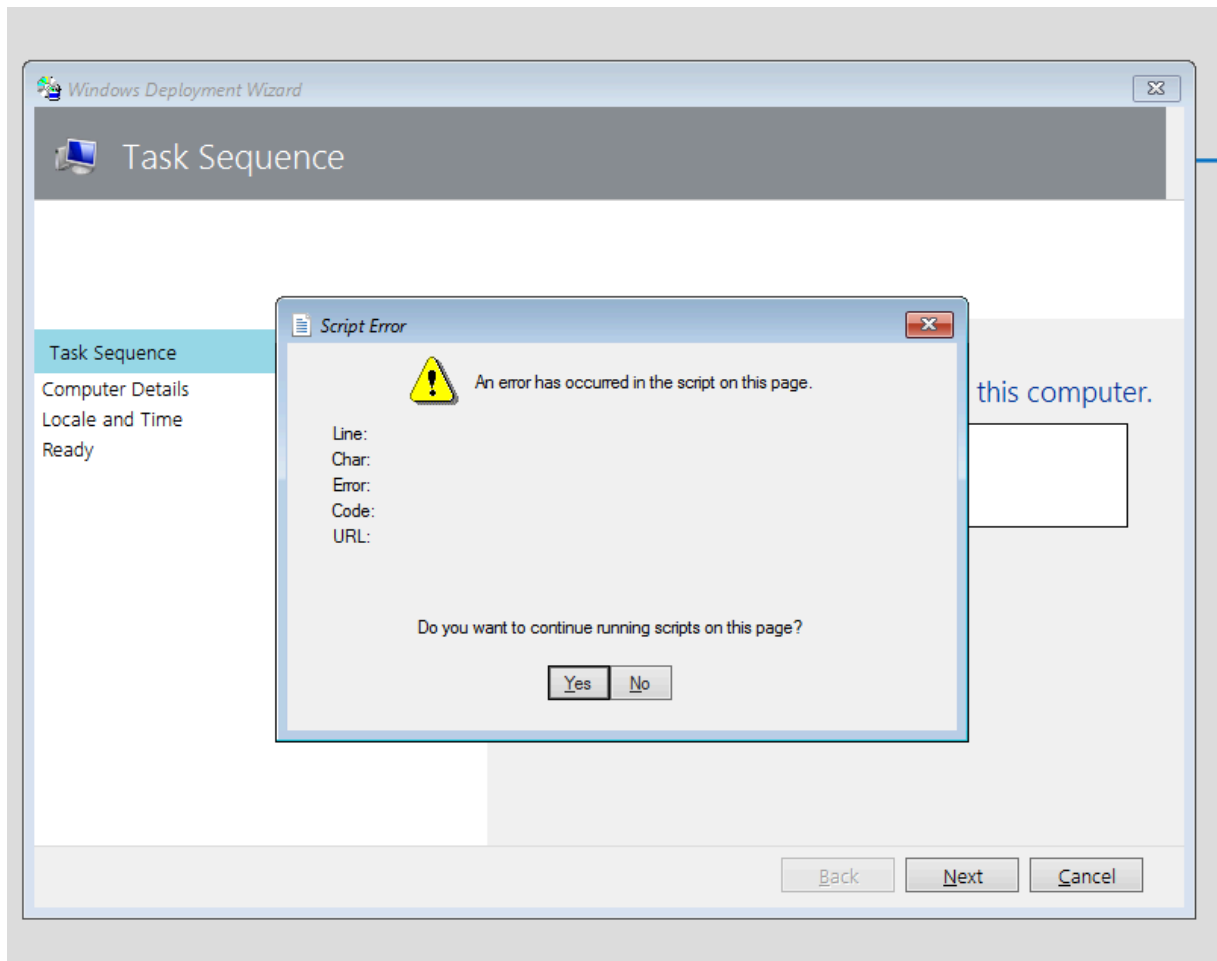 Windows Deployment Wizard
Task Sequence
Task Sequence
Computer Details
Locale and Time
Ready
this computer.
Script Error
An error has occurred in the script on this page.
Line:
Char:
Error:
Code:
URL:
Do you want to continue running scripts on this page?
Yes No
Back Next Cancel